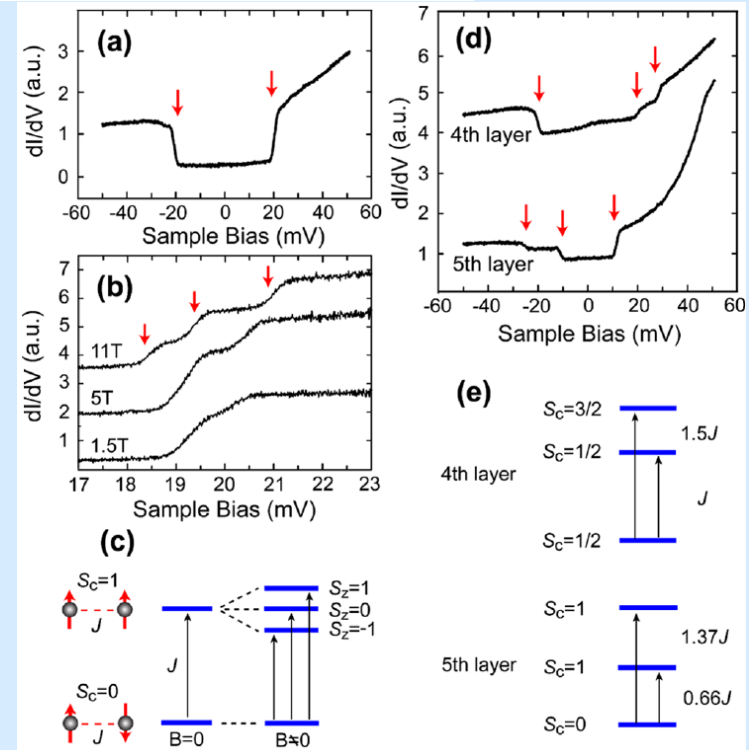 (a)
dI/dV (a.u.)
3
2
1
0
-60 -40 -20 0 20 40 60
Sample Bias (mV)
(b)
dI/dV (a.u.)
7
6
5
4
3
2
1
11T
5T
1.5T
17 18 19 20 21 22 23
Sample Bias (mV)
(c)
Sc=1
J
Sc=0
J
J
Sz=1
Sz=0
Sz=-1
B=0
B≠0
(d)
dI/dV (a.u.)
7
6
5
4
3
2
1
4th layer
5th layer
-60 -40 -20 0 20 40 60
Sample Bias (mV)
(e)
4th layer
Sc=3/2
1.5J
Sc=1/2
J
Sc=1/2
5th layer
Sc=1
1.37J
Sc=1
0.66J
Sc=0